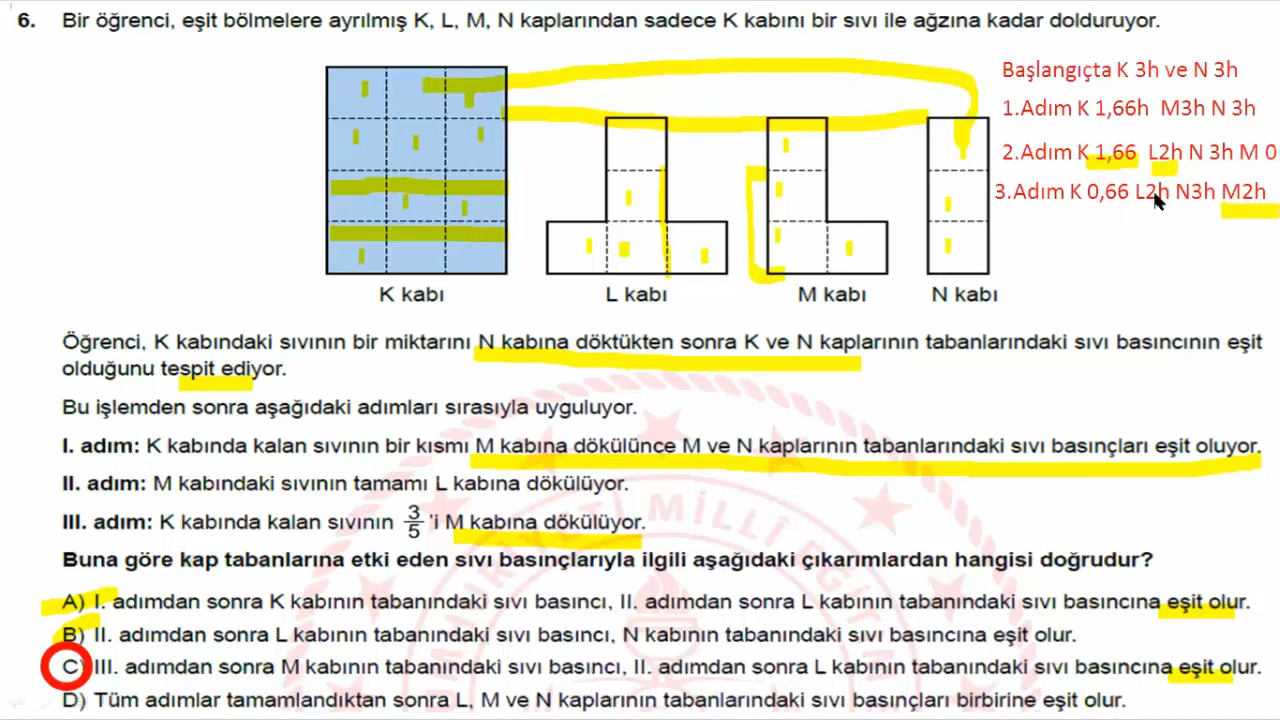 6. Bir öğrenci, eşit bölmelere ayrılmış K, L, M, N kaplarından sadece K kabını bir sıvı ile ağzına kadar dolduruyor.
Başlangıçta K 3h ve N 3h
1.Adım K 1,66h M3h N 3h
2.Adım K 1,66 L2h N 3h M 0
3.Adım K 0,66 L2h N3h M2h
K kabı L kabı M kabı N kabı
Öğrenci, K kabındaki sıvının bir miktarını N kabına döktükten sonra K ve N kaplarının tabanlarındaki sıvı basıncının eşit
olduğunu tespit ediyor.
Bu işlemden sonra aşağıdaki adımları sırasıyla uyguluyor.
I. adım: K kabında kalan sıvının bir kısmı M kabına dökülünce M ve N kaplarının tabanlarındaki sıvı basınçları eşit oluyor.
II. adım: M kabındaki sıvının tamamı L kabına dökülüyor.
III. adım: K kabında kalan sıvının 3/5 'i M kabına dökülüyor.
Buna göre kap tabanlarına etki eden sıvı basınçlarıyla ilgili aşağıdaki çıkarımlardan hangisi doğrudur?
A) I. adımdan sonra K kabının tabanındaki sıvı basıncı, II. adımdan sonra L kabının tabanındaki sıvı basıncına eşit olur.
B) II. adımdan sonra L kabının tabanındaki sıvı basıncı, N kabının tabanındaki sıvı basıncına eşit olur.
C) III. adımdan sonra M kabının tabanındaki sıvı basıncı, II. adımdan sonra L kabının tabanındaki sıvı basıncına eşit olur.
D) Tüm adımlar tamamlandıktan sonra L, M ve N kaplarının tabanlarındaki sıvı basınçları birbirine eşit olur.